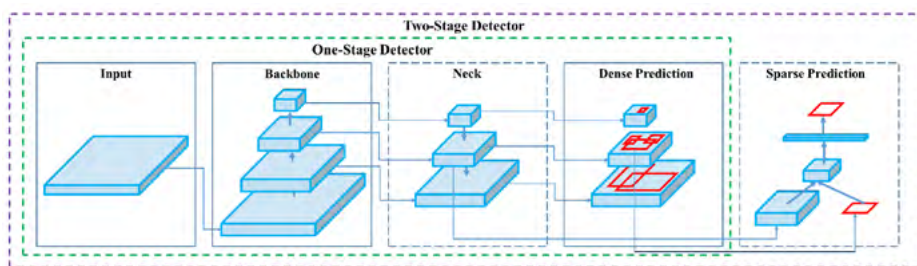 Two-Stage Detector
One-Stage Detector
Input
Backbone
Neck
Dense Prediction
Sparse Prediction